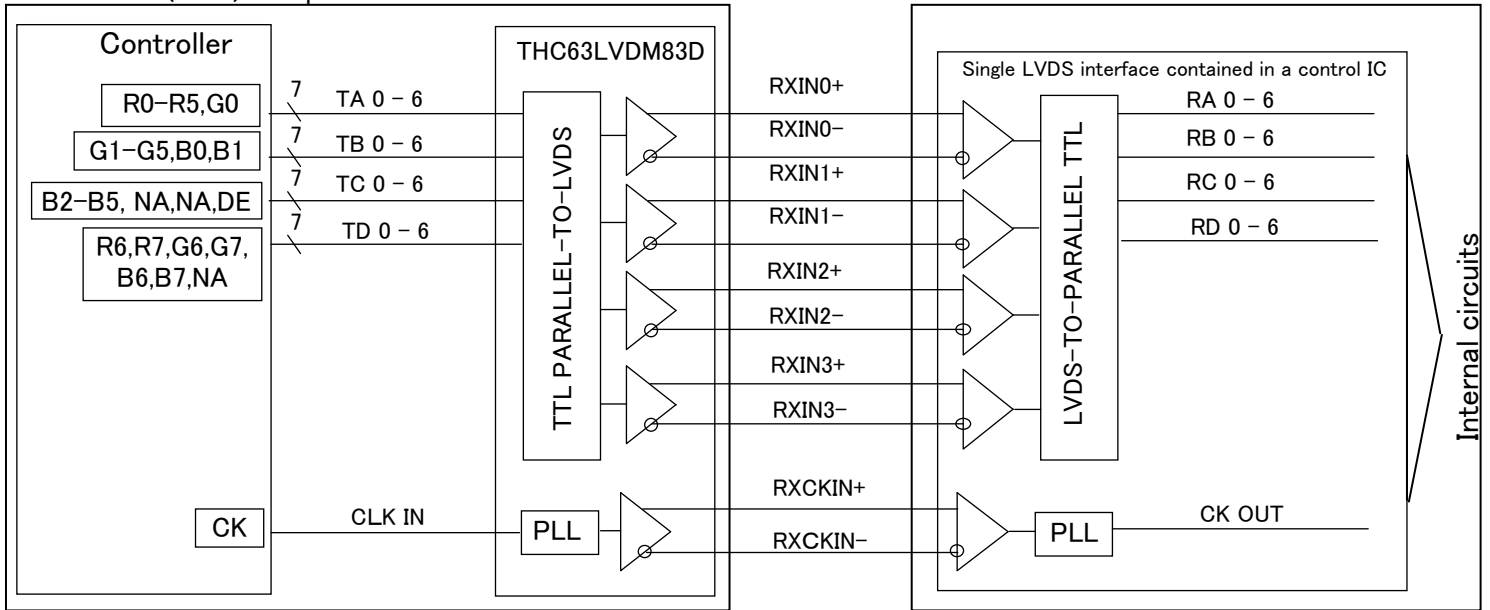 Controller
R0-R5,G0
G1-G5,B0,B1
B2-B5, NA,NA,DE
R6,R7,G6,G7,
B6,B7,NA
CK
7
TA 0 - 6
7
TB 0 - 6
7
TC 0 - 6
7
TD 0 - 6
CLK IN
THC63LVDM83D
TTL PARALLEL-TO-LVDS
PLL
RXIN0+
RXIN0-
RXIN1+
RXIN1-
RXIN2+
RXIN2-
RXIN3+
RXIN3-
RXCKIN+
RXCKIN-
Single LVDS interface contained in a control IC
LVDS-TO-PARALLEL TTL
PLL
RA 0 - 6
RB 0 - 6
RC 0 - 6
RD 0 - 6
CK OUT
Internal circuits